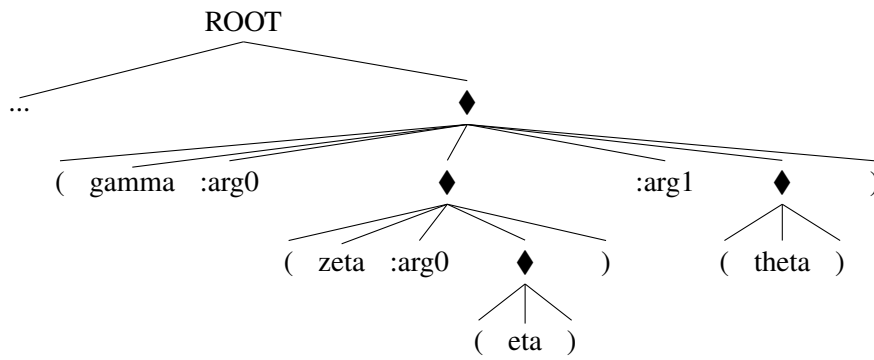 ROOT
... ♦
( gamma :arg0 ♦ :arg1 ♦ )
( zeta :arg0 ♦ ) ( theta )
( eta )